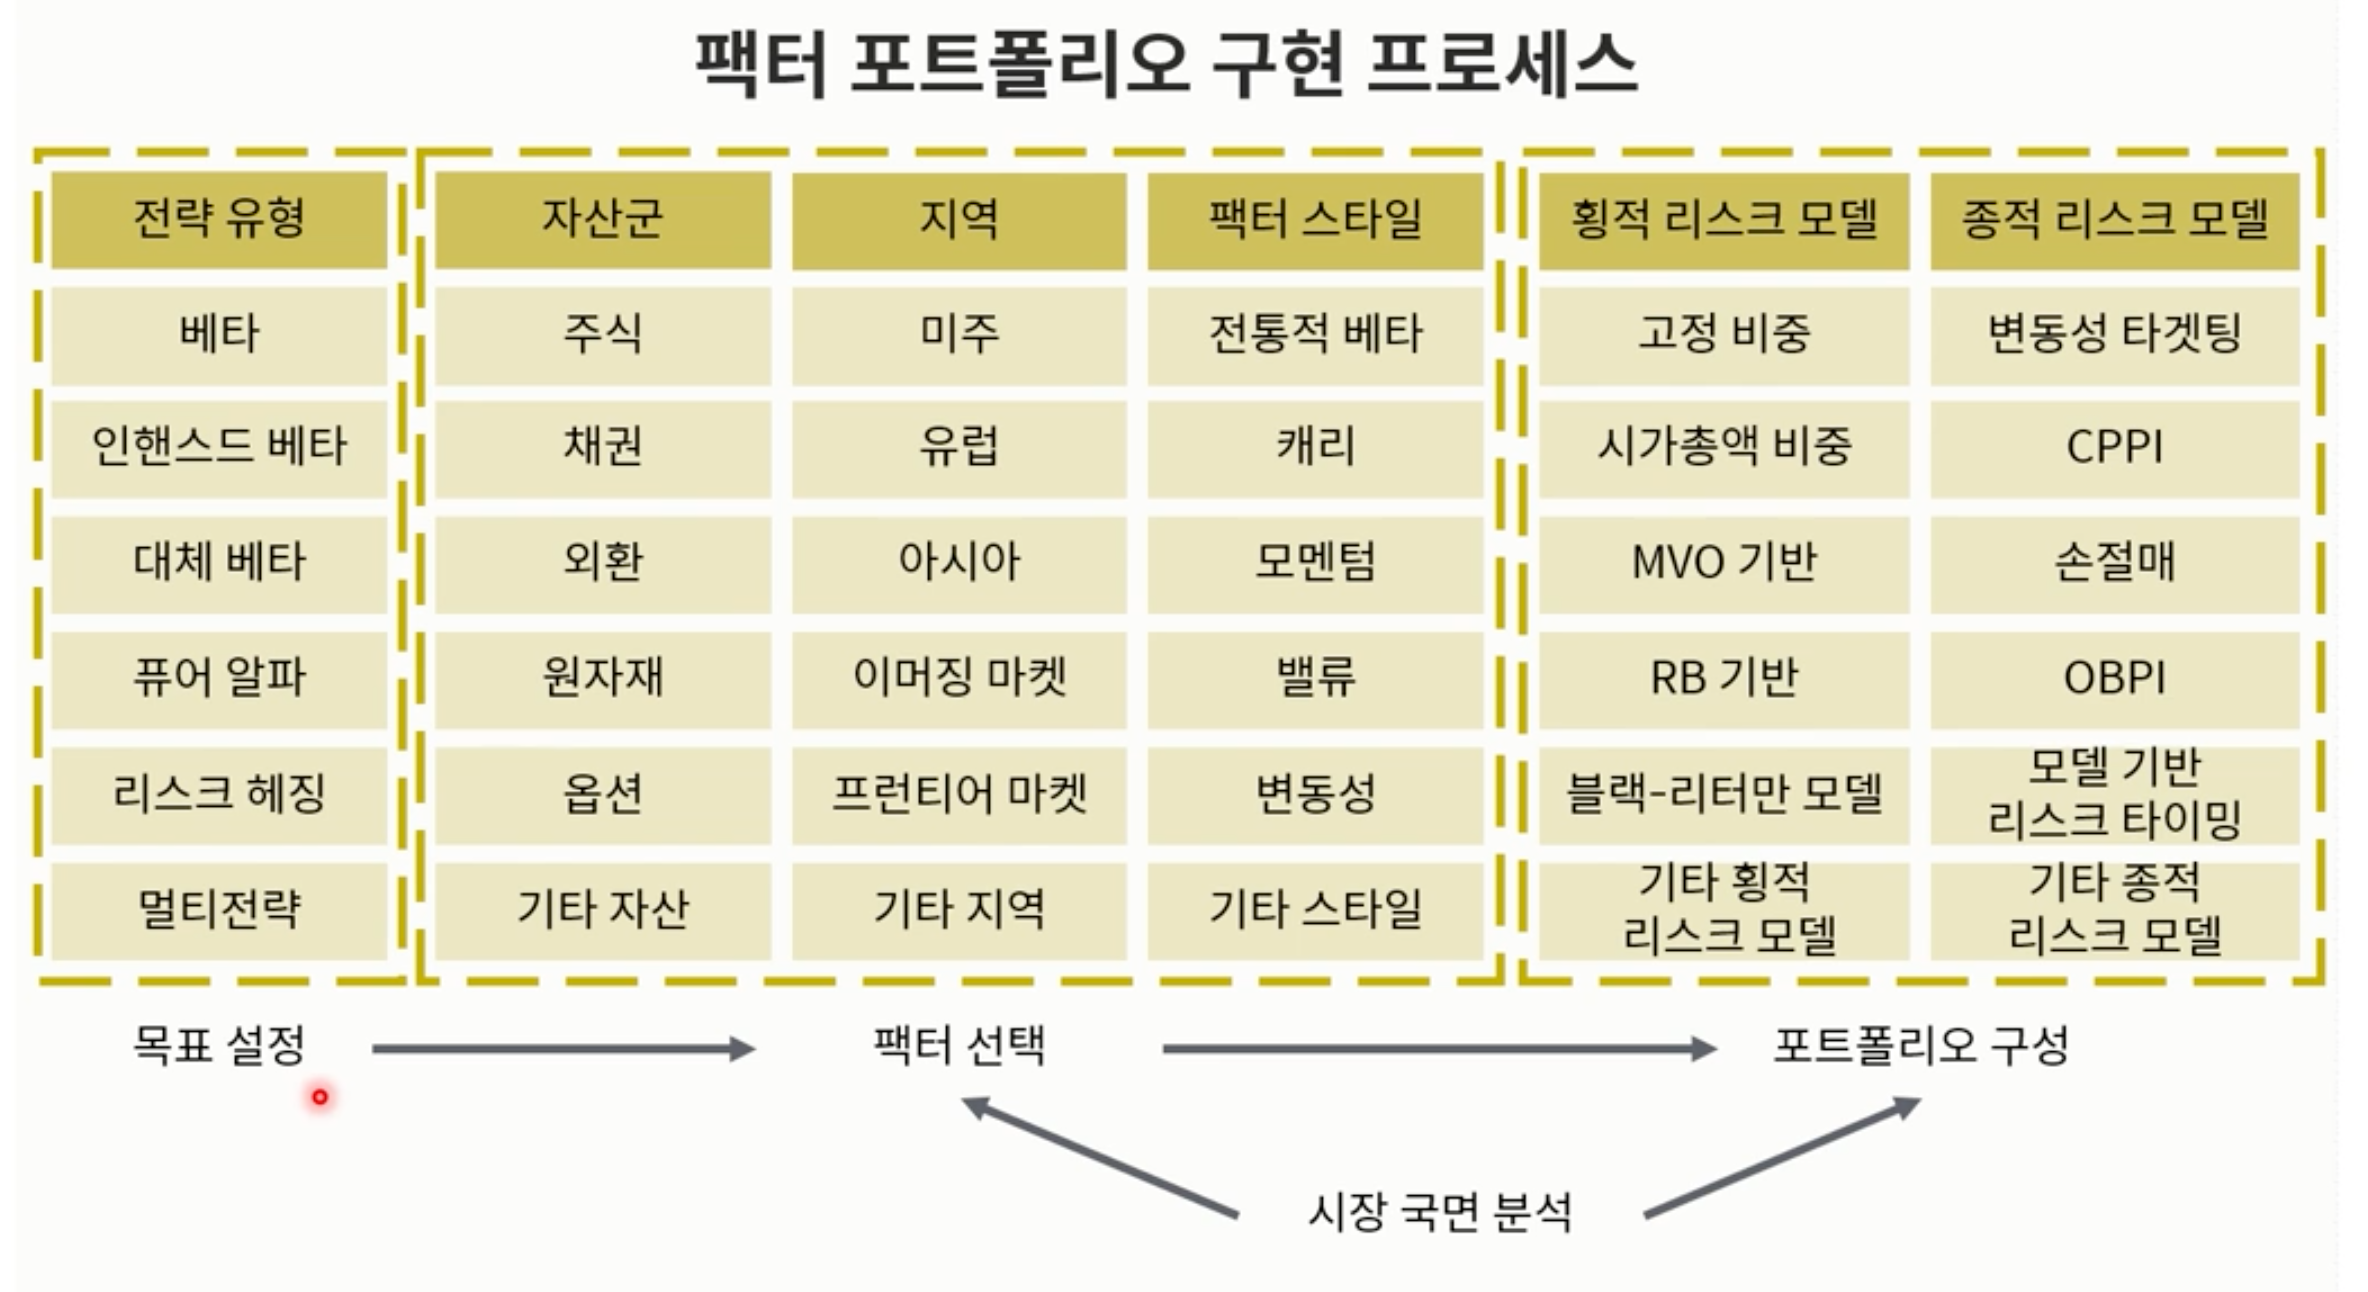 팩터 포트폴리오 구현 프로세스
전략 유형
자산군
지역
팩터 스타일
횡적 리스크 모델
종적 리스크 모델
베타
주식
미주
전통적 베타
고정 비중
변동성 타겟팅
인핸스드 베타
채권
유럽
캐리
시가총액 비중
CPPI
대체 베타
외환
아시아
모멘텀
MVO 기반
손절매
퓨어 알파
원자재
이머징 마켓
밸류
RB 기반
OBPI
리스크 헤징
옵션
프런티어 마켓
변동성
블랙-리터만 모델
모델 기반
리스크 타이밍
멀티전략
기타 자산
기타 지역
기타 스타일
기타 횡적
리스크 모델
기타 종적
리스크 모델
목표 설정
팩터 선택
포트폴리오 구성
시장 국면 분석